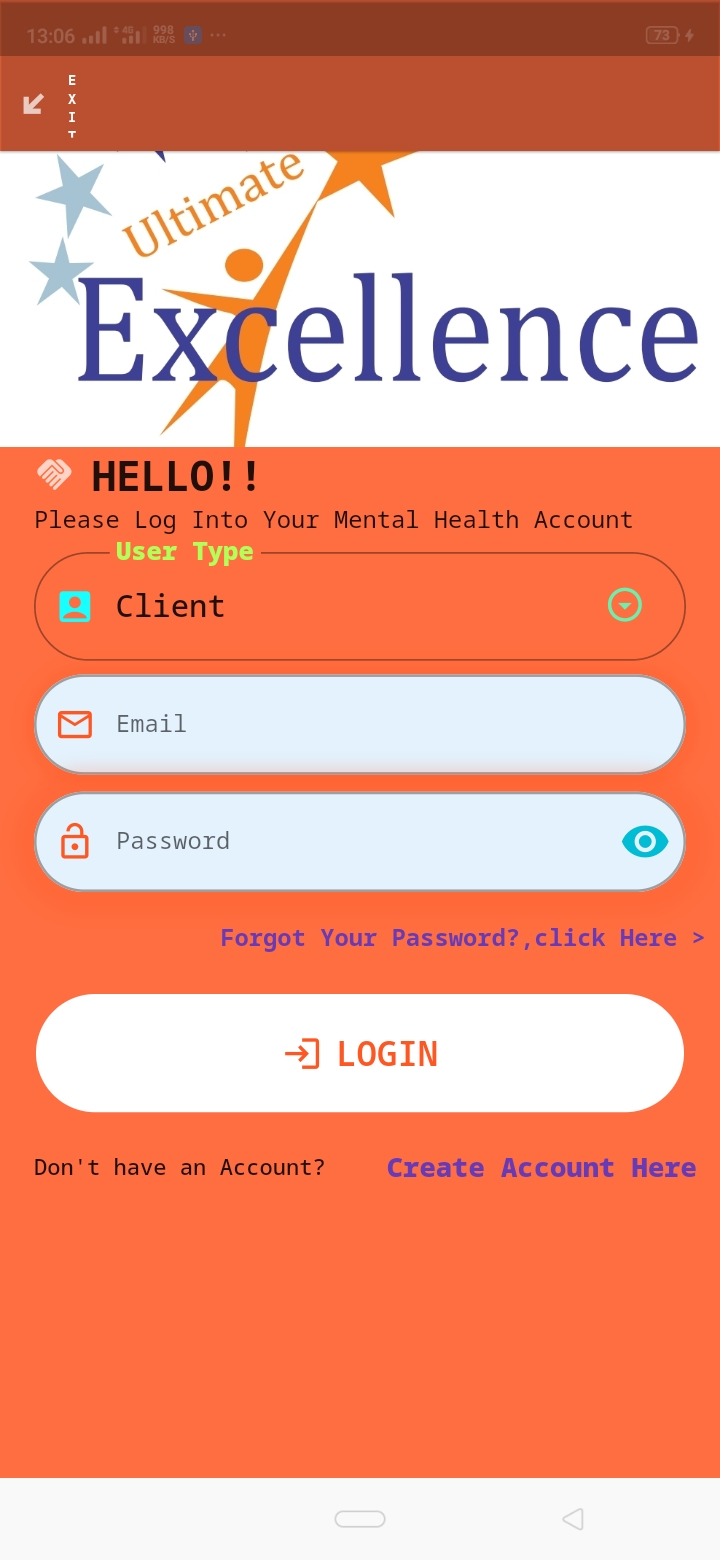 13:06 4G 998 KB/S ... 73
EXIT
Ultimate
Excellence
HELLO!!
Please Log Into Your Mental Health Account
User Type
Client
Email
Password
Forgot Your Password?,click Here >
LOGIN
Don't have an Account? Create Account Here